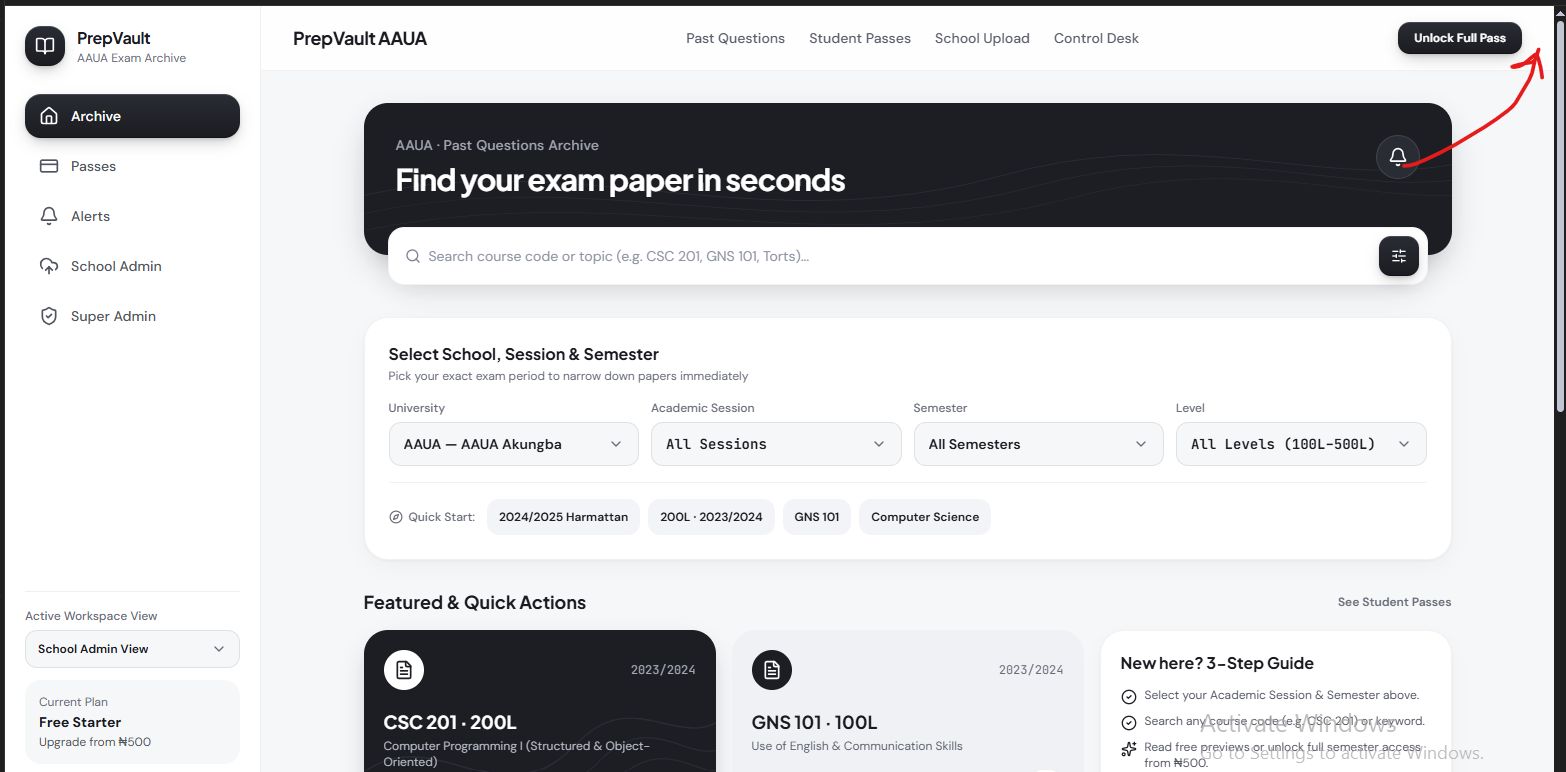 PrepVault
AAUA Exam Archive
Archive
Passes
Alerts
School Admin
Super Admin
Active Workspace View
School Admin View
Current Plan
Free Starter
Upgrade from ₦500
PrepVault AAUA
Past Questions
Student Passes
School Upload
Control Desk
Unlock Full Pass
AAUA · Past Questions Archive
Find your exam paper in seconds
Search course code or topic (e.g. CSC 201, GNS 101, Torts)...
Select School, Session & Semester
Pick your exact exam period to narrow down papers immediately
University
Academic Session
Semester
Level
AAUA — AAUA Akungba
All Sessions
All Semesters
All Levels (100L-500L)
Quick Start:
2024/2025 Harmattan
200L · 2023/2024
GNS 101
Computer Science
Featured & Quick Actions
See Student Passes
2023/2024
CSC 201 · 200L
Computer Programming I (Structured & Object-
Oriented)
2023/2024
GNS 101 · 100L
Use of English & Communication Skills
New here? 3-Step Guide
Select your Academic Session & Semester above.
Search any course code (e.g. CSC 201) or keyword.
Read free previews or unlock full semester access
from ₦500.
Activate Windows
Go to Settings to activate Windows.